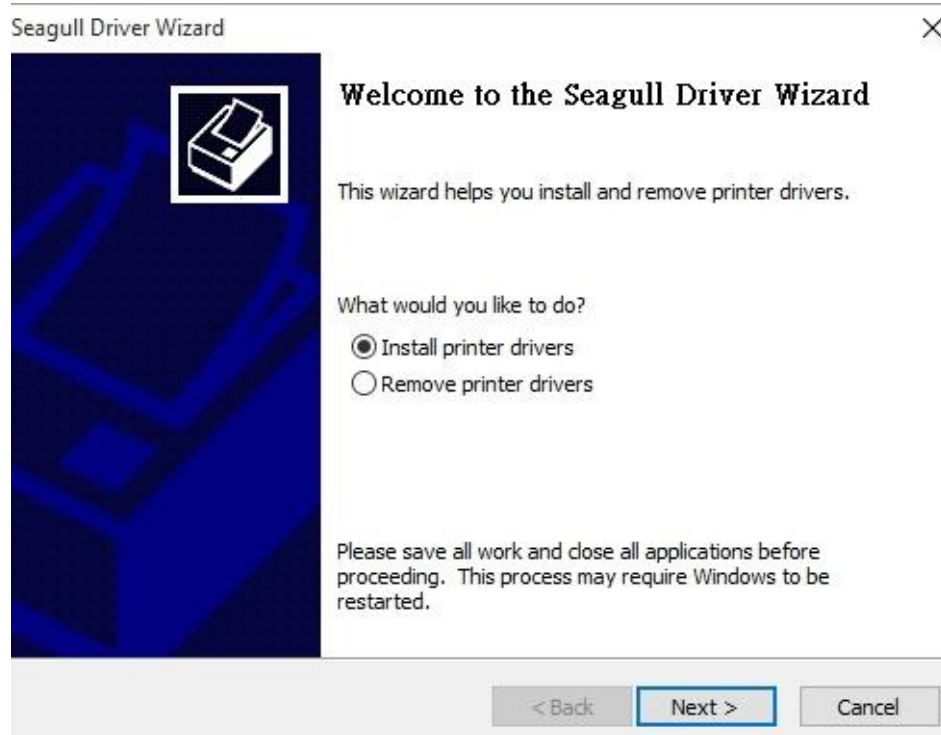 Seagull Driver Wizard
Welcome to the Seagull Driver Wizard
This wizard helps you install and remove printer drivers.
What would you like to do?
Install printer drivers
Remove printer drivers
Please save all work and close all applications before
proceeding.  This process may require Windows to be
restarted.
< Back Next > Cancel